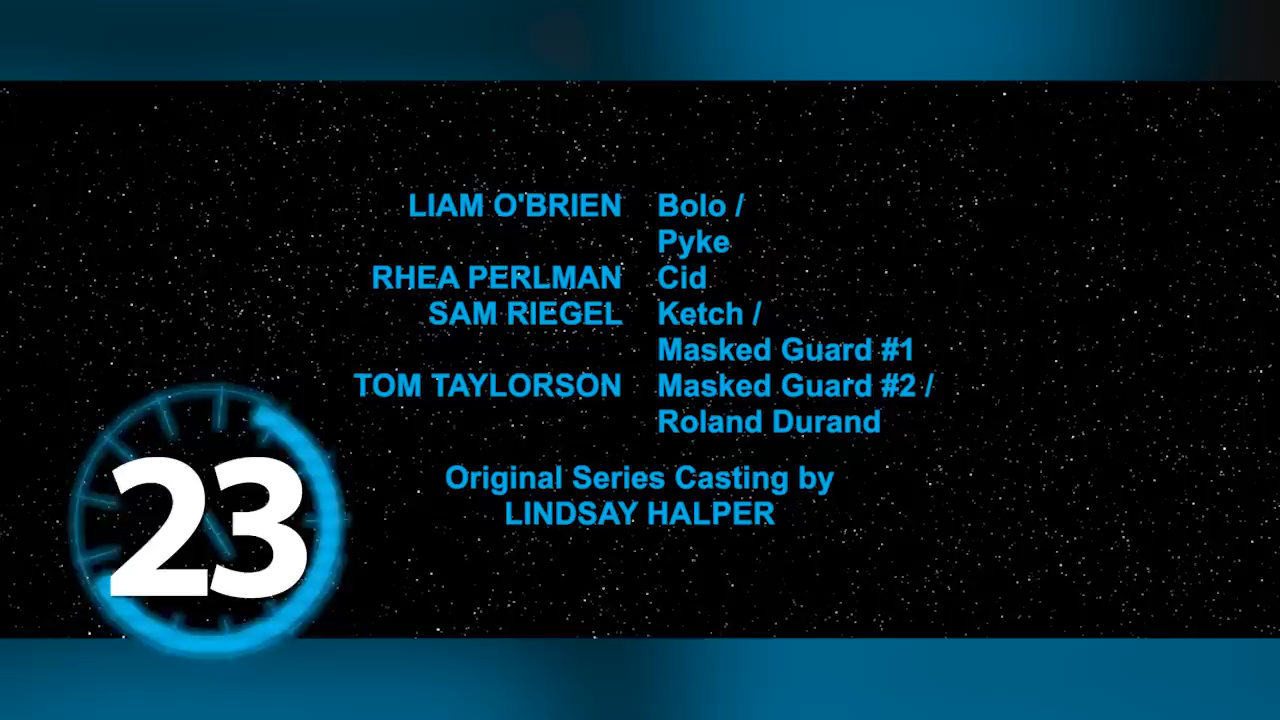 LIAM O'BRIEN Bolo /
Pyke
RHEA PERLMAN Cid
SAM RIEGEL Ketch /
Masked Guard #1
TOM TAYLORSON Masked Guard #2 /
Roland Durand
Original Series Casting by
LINDSAY HALPER
23